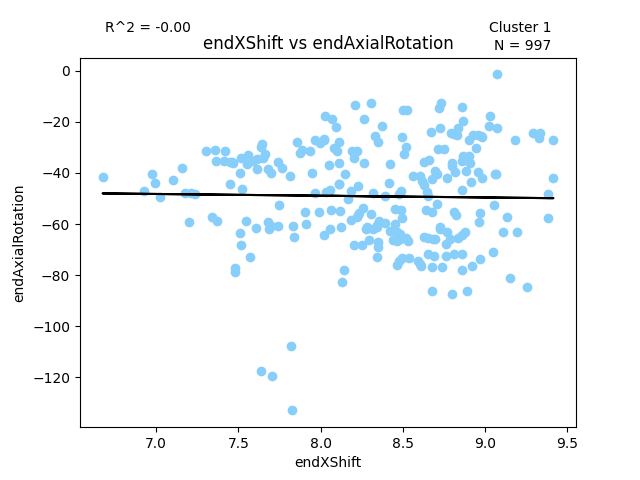 R^2 = -0.00
Cluster 1
N = 997
endXShift vs endAxialRotation
0
−20
−40
−60
−80
−100
−120
endAxialRotation
7.0 7.5 8.0 8.5 9.0 9.5
endXShift